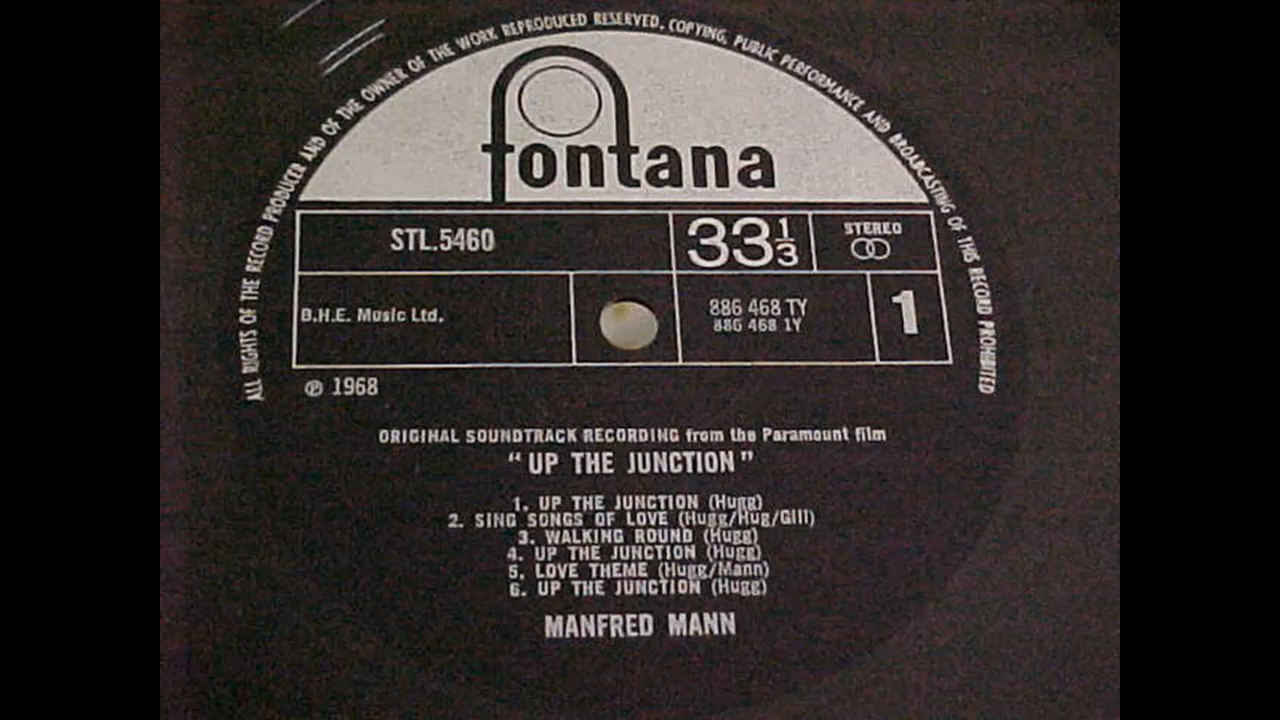 ALL RIGHTS OF THE RECORD PRODUCER AND OF THE OWNER OF THE WORK REPRODUCED RESERVED. COPYING, PUBLIC PERFORMANCE AND BROADCASTING OF THIS RECORD PROHIBITED
fontana
STL.5460
33 1/3
STEREO
B.H.E. Music Ltd.
886 468 TY
886 468 1Y
1
℗ 1968
ORIGINAL SOUNDTRACK RECORDING from the Paramount film
“UP THE JUNCTION”
1. UP THE JUNCTION (Hugg)
2. SING SONGS OF LOVE (Hugg/Hug/Gill)
3. WALKING ROUND (Hugg)
4. UP THE JUNCTION (Hugg)
5. LOVE THEME (Hugg/Mann)
6. UP THE JUNCTION (Hugg)
MANFRED MANN